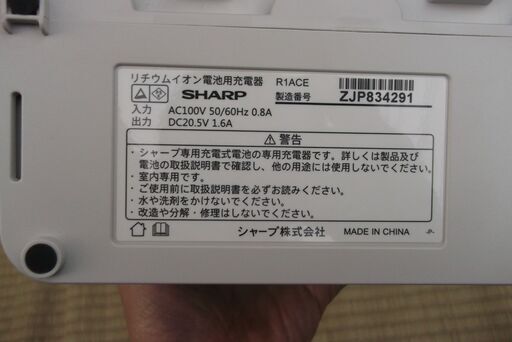 リチウムイオン電池用充電器 R1ACE
SHARP 製造番号 ZJP834291
入力 AC100V 50/60Hz 0.8A
出力 DC20.5V 1.6A
⚠ 警告
・シャープ専用充電式電池の専用充電器です。詳しくは製品及び
電池の取扱説明書で確認し、他の用途には使用しないでください。
・室内専用です。
・ご使用前に取扱説明書を必ずお読みください。
・水や洗剤をかけないでください。
・改造や分解・修理はしないでください。
シャープ株式会社 MADE IN CHINA -P-